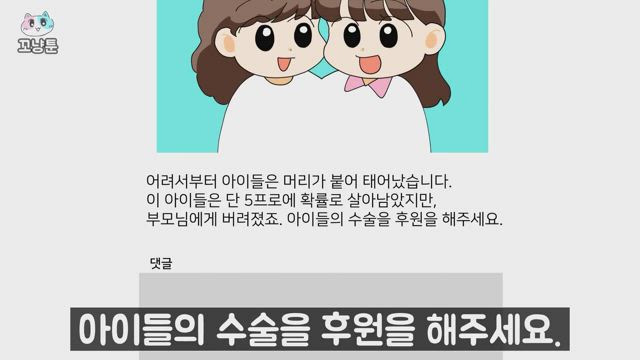 꼬냥툰
어려서부터 아이들은 머리가 붙어 태어났습니다.
이 아이들은 단 5프로에 확률로 살아남았지만,
부모님에게 버려졌죠. 아이들의 수술을 후원을 해주세요.
댓글
아이들의 수술을 후원을 해주세요.